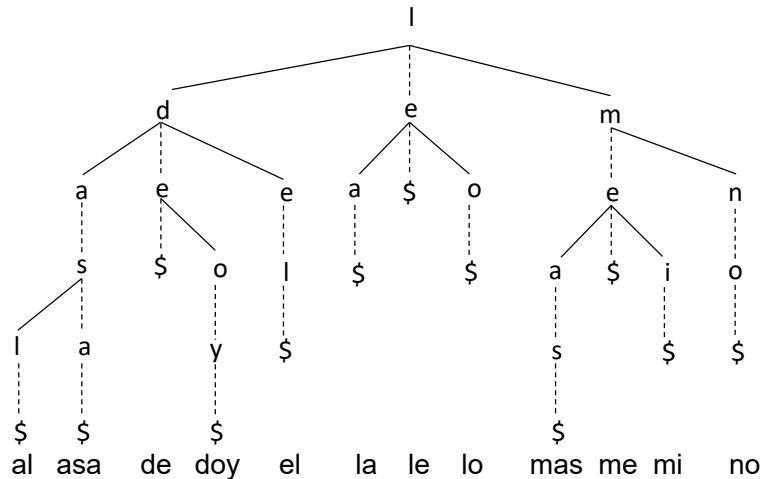 l
d e m
a e e a $ o e n
s $ o l $ $ a $ i o
l a y $ s $ $
$ $ $ $
al asa de doy el la le lo mas me mi no